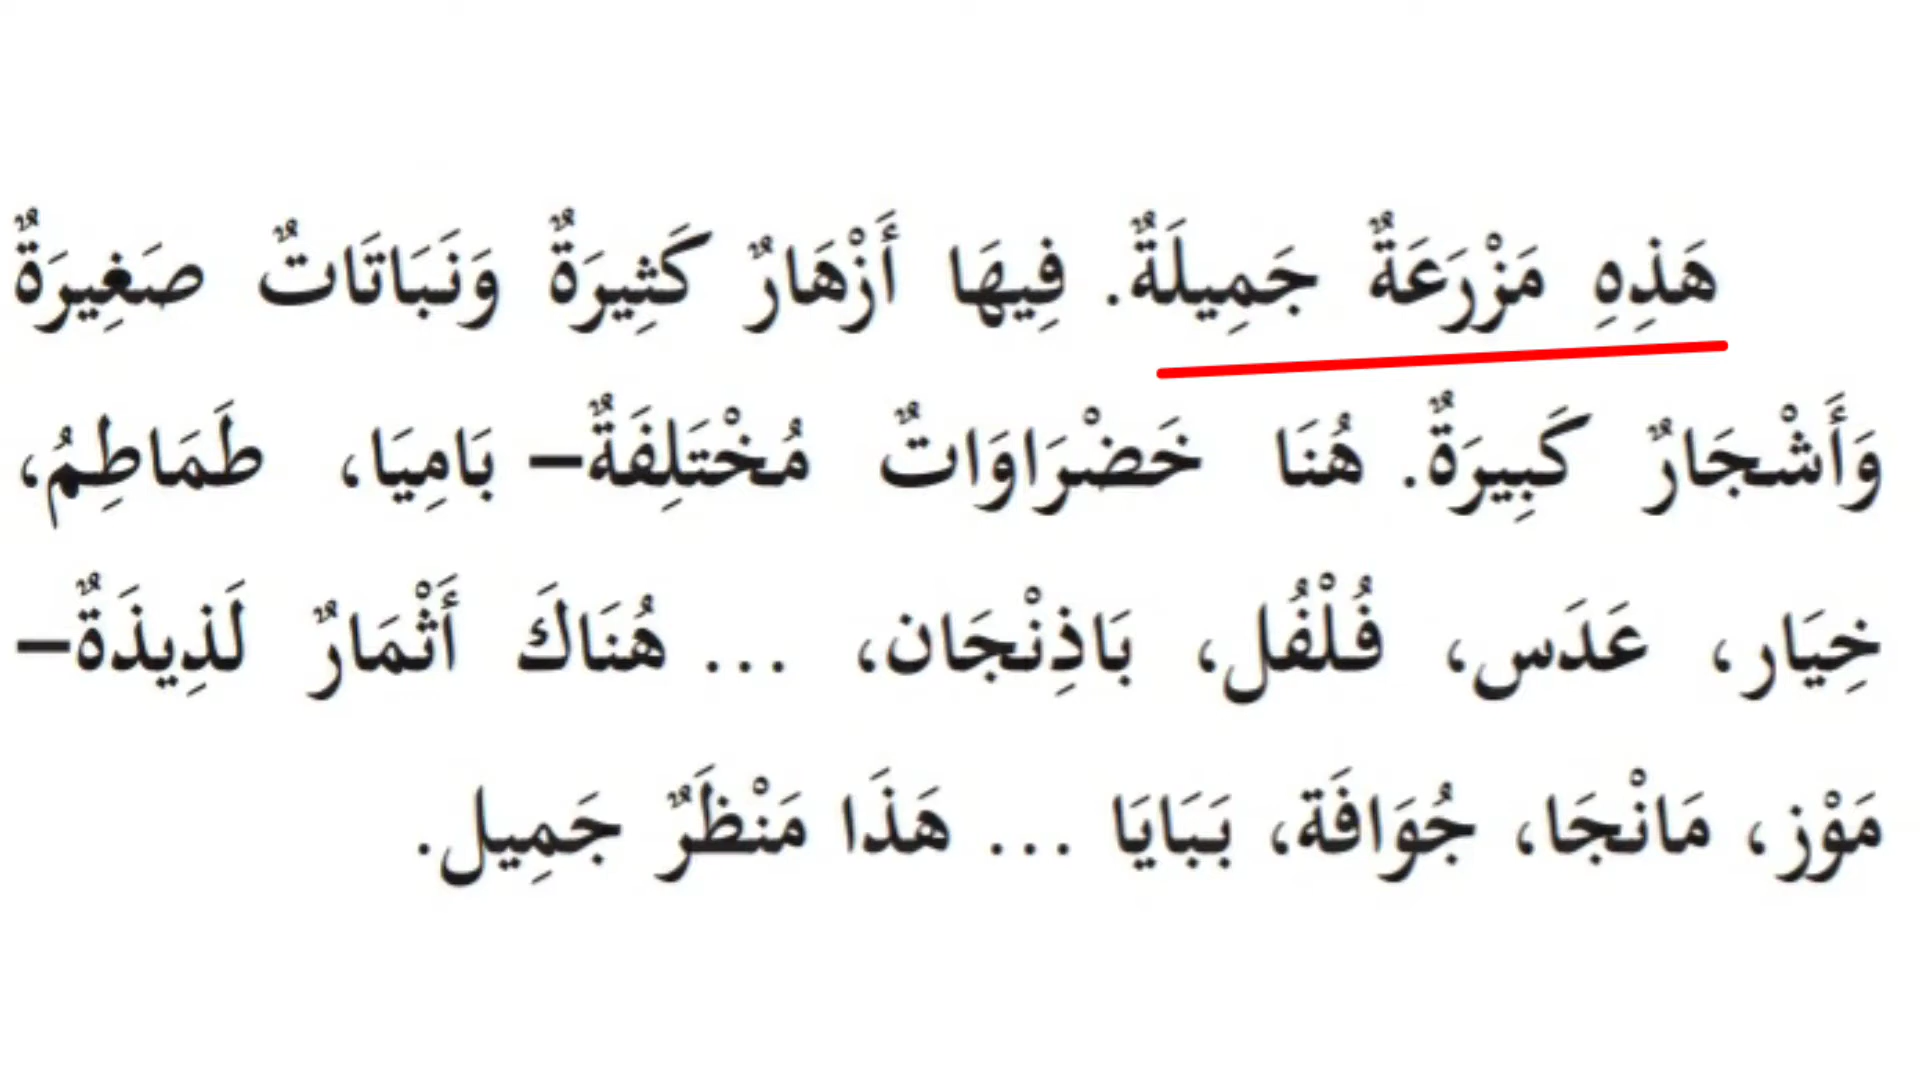 هَذِهِ مَزْرَعَةٌ جَمِيلَةٌ. فِيهَا أَزْهَارٌ كَثِيرَةٌ وَنَبَاتَاتٌ صَغِيرَةٌ
وَأَشْجَارٌ كَبِيرَةٌ. هُنَا خَضْرَاوَاتٌ مُخْتَلِفَةٌ– بَامِيَا، طَمَاطِمُ،
خِيَار، عَدَس، فُلْفُل، بَاذِنْجَان، ... هُنَاكَ أَثْمَارٌ لَذِيذَةٌ–
مَوْز، مَانْجَا، جُوَافَة، بَبَايَا ... هَذَا مَنْظَرٌ جَمِيل.